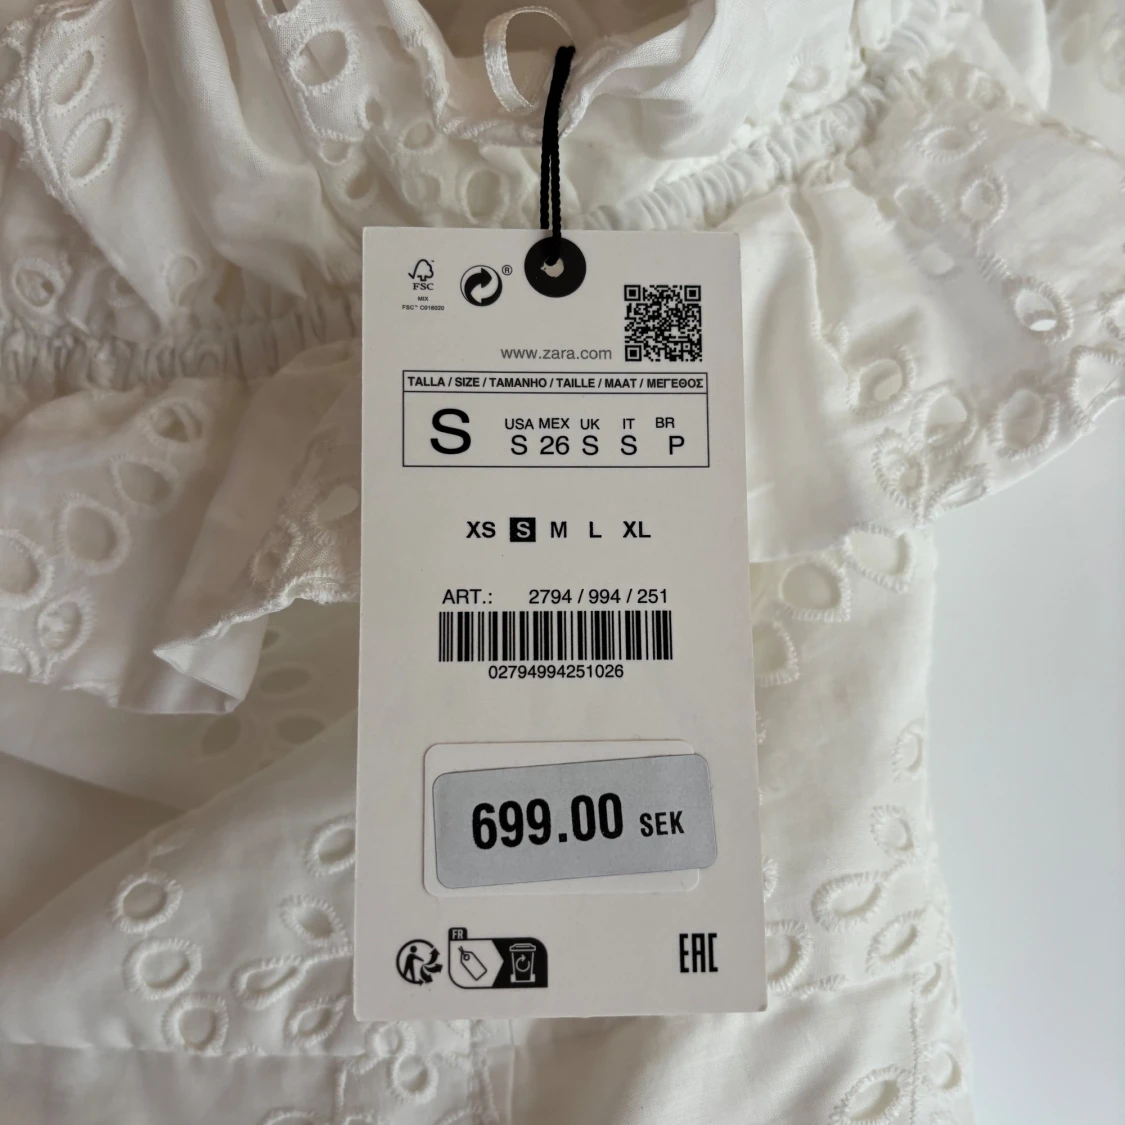 FSC
MIX
FSC™ C016020
®
www.zara.com
TALLA / SIZE / TAMANHO / TAILLE / MAAT / ΜΕΓΕΘΟΣ
S
USA MEX UK IT BR
S 26 S S P
XS S M L XL
ART.: 2794 / 994 / 251
02794994251026
699.00 SEK
FR
EAC